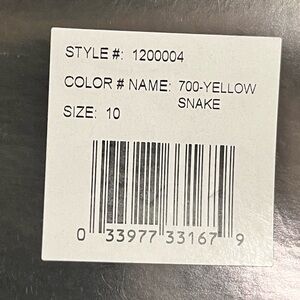 STYLE #: 1200004
COLOR # NAME: 700-YELLOW
SNAKE
SIZE: 10
0 33977 33167 9